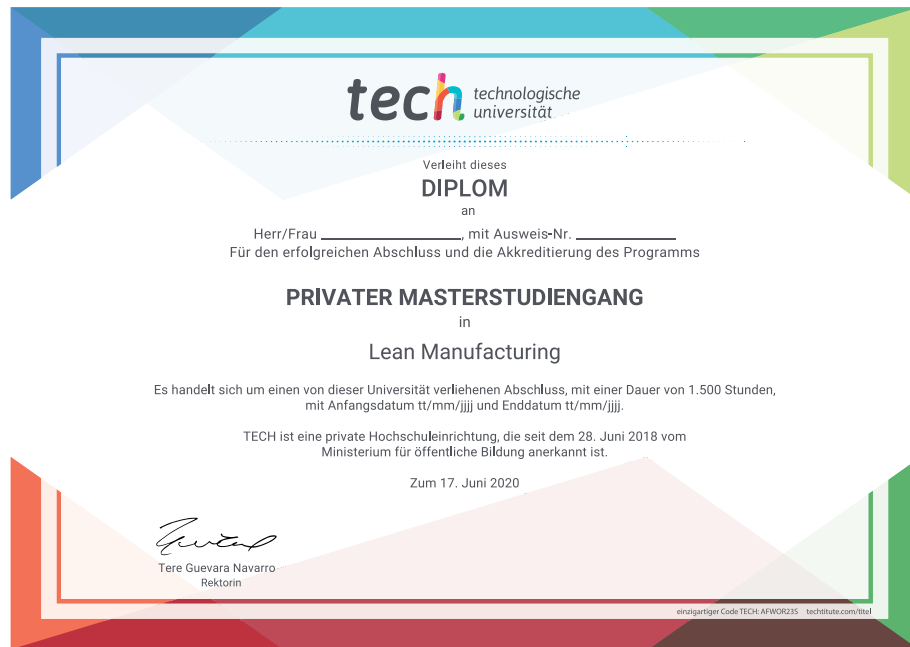 tech technologische
universität
Verleiht dieses
DIPLOM
an
Herr/Frau ____________________, mit Ausweis-Nr. ______________
Für den erfolgreichen Abschluss und die Akkreditierung des Programms
PRIVATER MASTERSTUDIENGANG
in
Lean Manufacturing
Es handelt sich um einen von dieser Universität verliehenen Abschluss, mit einer Dauer von 1.500 Stunden,
mit Anfangsdatum tt/mm/jjjj und Enddatum tt/mm/jjjj.
TECH ist eine private Hochschuleinrichtung, die seit dem 28. Juni 2018 vom
Ministerium für öffentliche Bildung anerkannt ist.
Zum 17. Juni 2020
Tere Guevara Navarro
Rektorin
einzigartiger Code TECH: AFWOR235 techtitute.com/titel